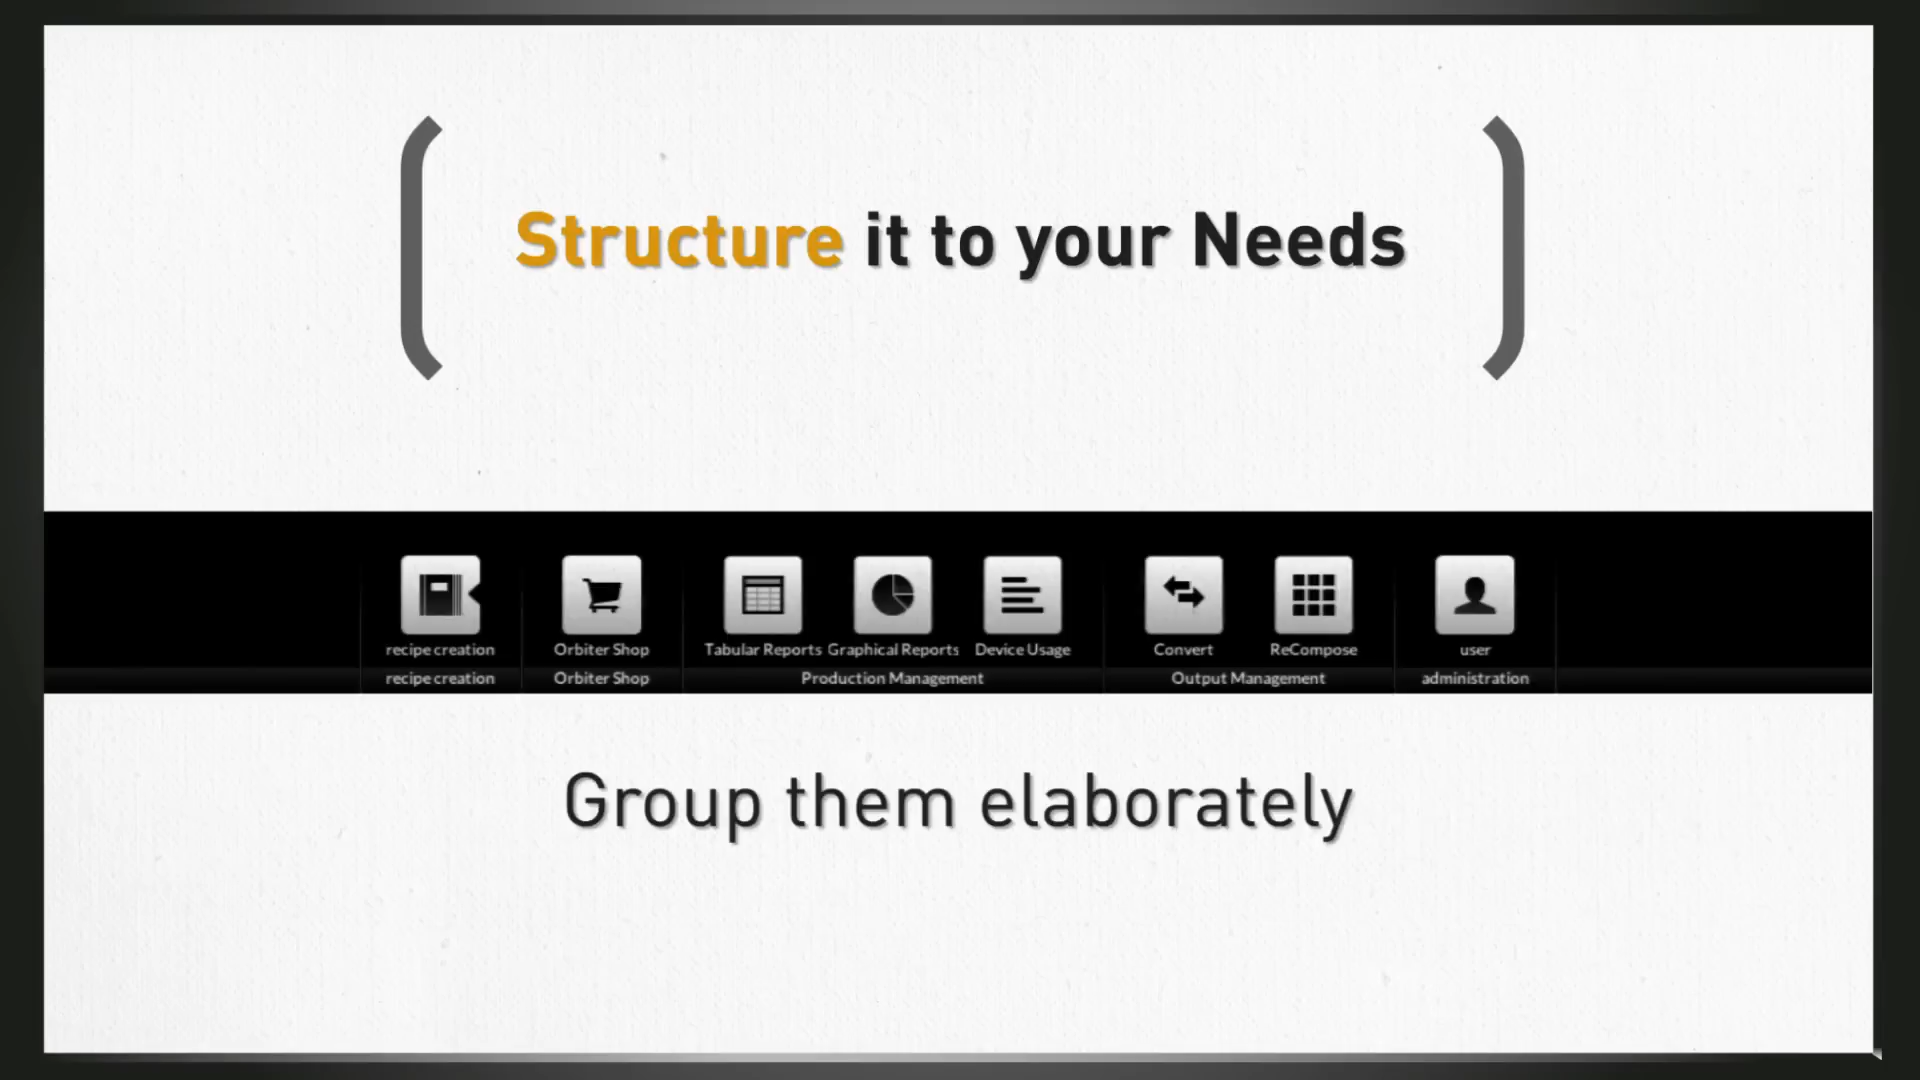 Structure it to your Needs
recipe creation Orbiter Shop Tabular Reports Graphical Reports Device Usage Convert ReCompose user
recipe creation Orbiter Shop Production Management Output Management administration
Group them elaborately